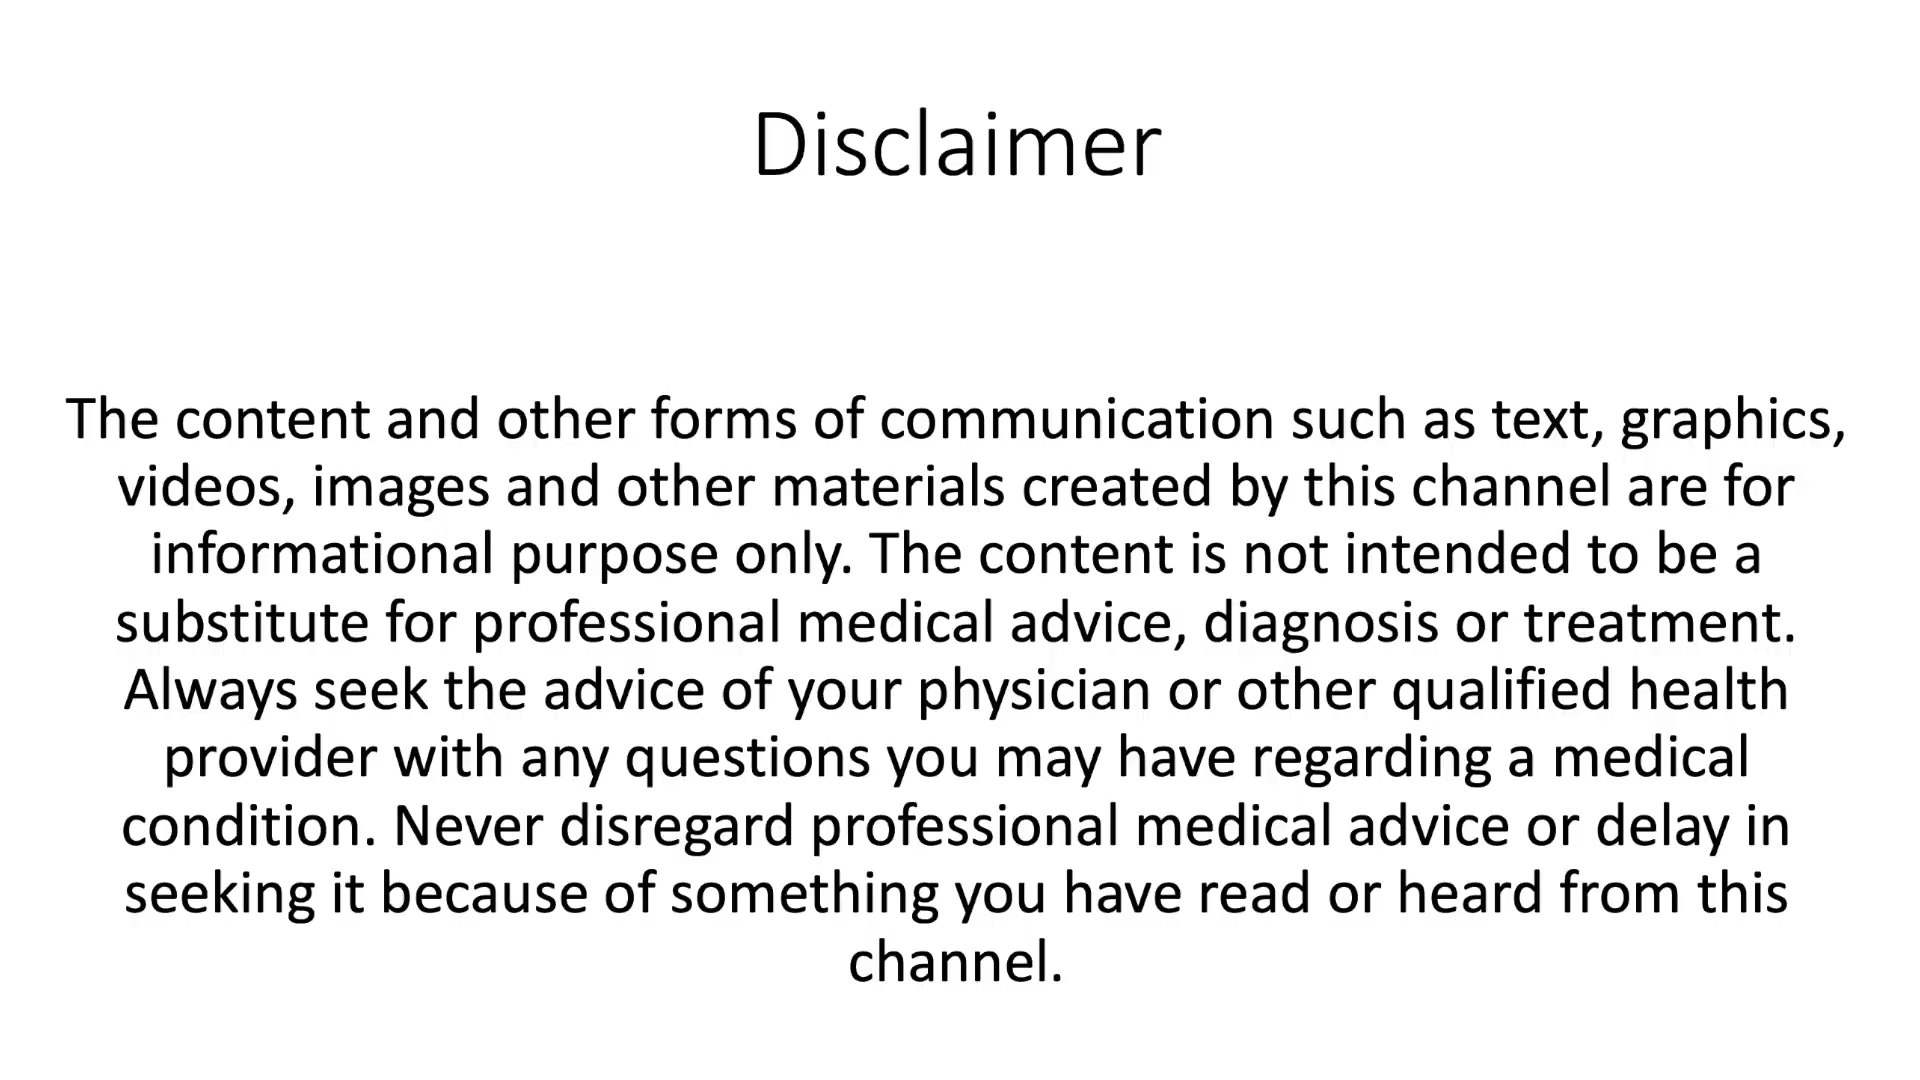 Disclaimer
The content and other forms of communication such as text, graphics,
videos, images and other materials created by this channel are for
informational purpose only. The content is not intended to be a
substitute for professional medical advice, diagnosis or treatment.
Always seek the advice of your physician or other qualified health
provider with any questions you may have regarding a medical
condition. Never disregard professional medical advice or delay in
seeking it because of something you have read or heard from this
channel.